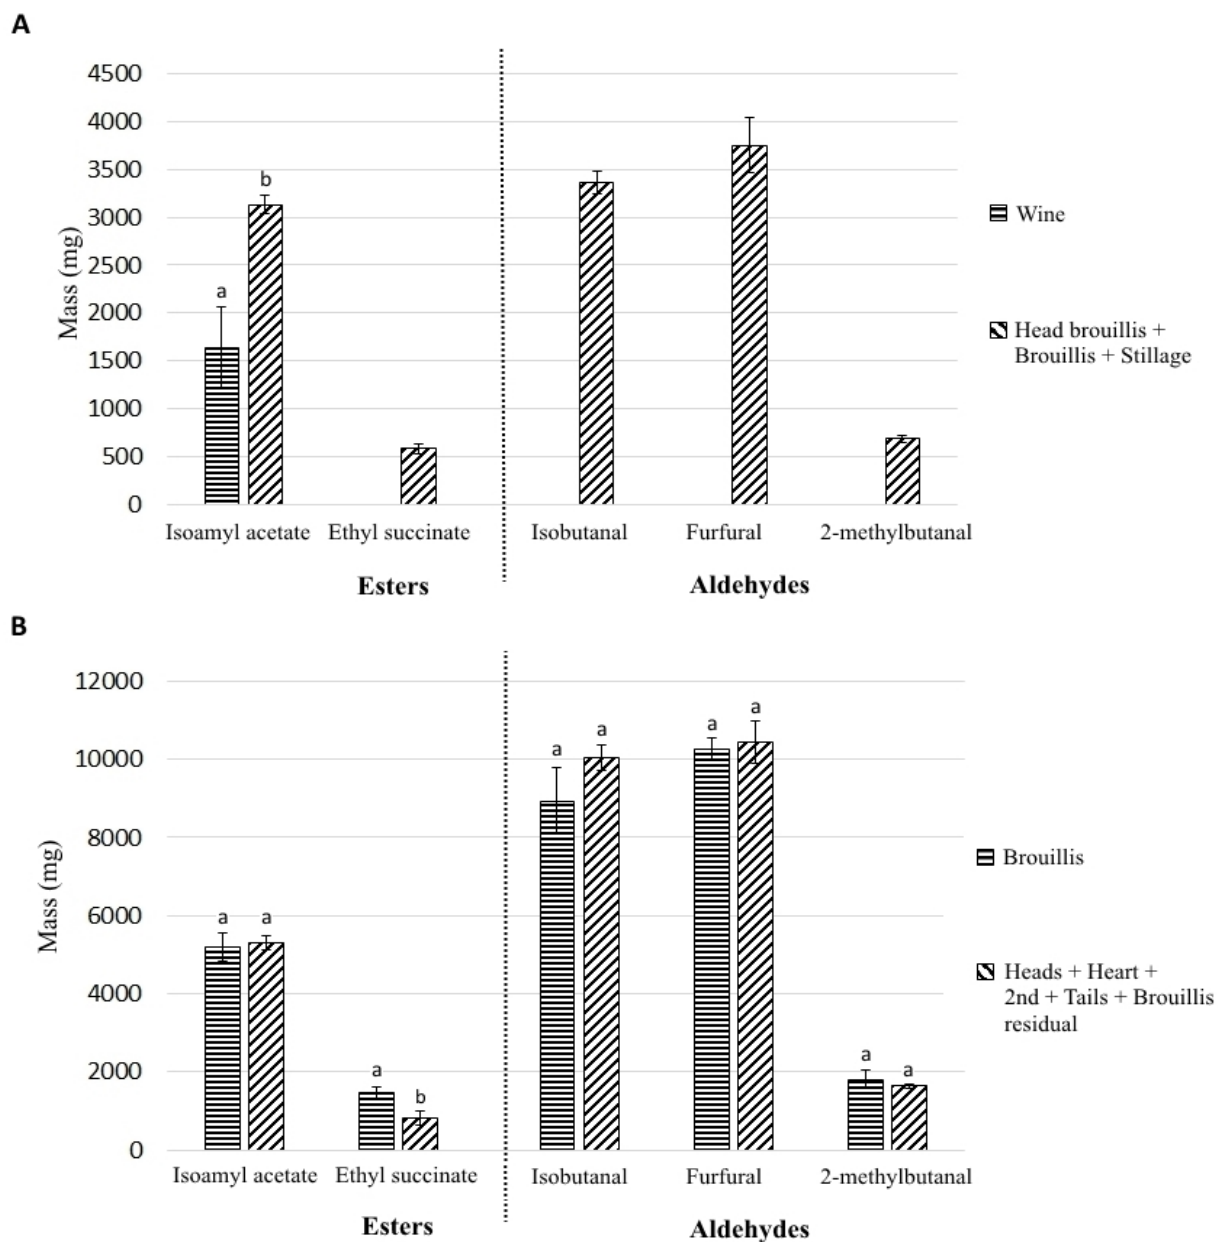 A
4500
4000
3500
3000
2500
2000
1500
1000
500
0
Mass (mg)
a
b
Isoamyl acetate
Ethyl succinate
Isobutanal
Furfural
2-methylbutanal
Esters
Aldehydes
Wine
Head brouillis +
Brouillis + Stillage
B
12000
10000
8000
6000
4000
2000
0
Mass (mg)
a
a
a
b
a
a
a
a
a
a
Isoamyl acetate
Ethyl succinate
Isobutanal
Furfural
2-methylbutanal
Esters
Aldehydes
Brouillis
Heads + Heart +
2nd + Tails + Brouillis
residual